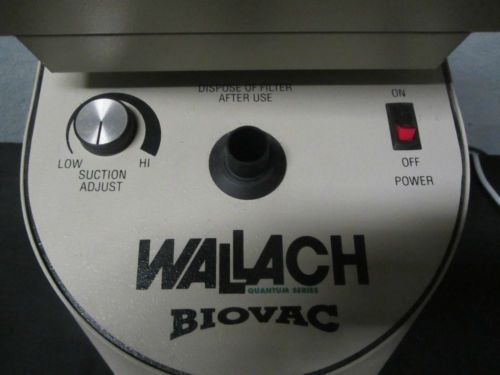 DISPOSE OF FILTER
AFTER USE
ON
LOW HI
SUCTION
ADJUST
OFF
POWER
WALLACH
QUANTUM SERIES
BIOVAC